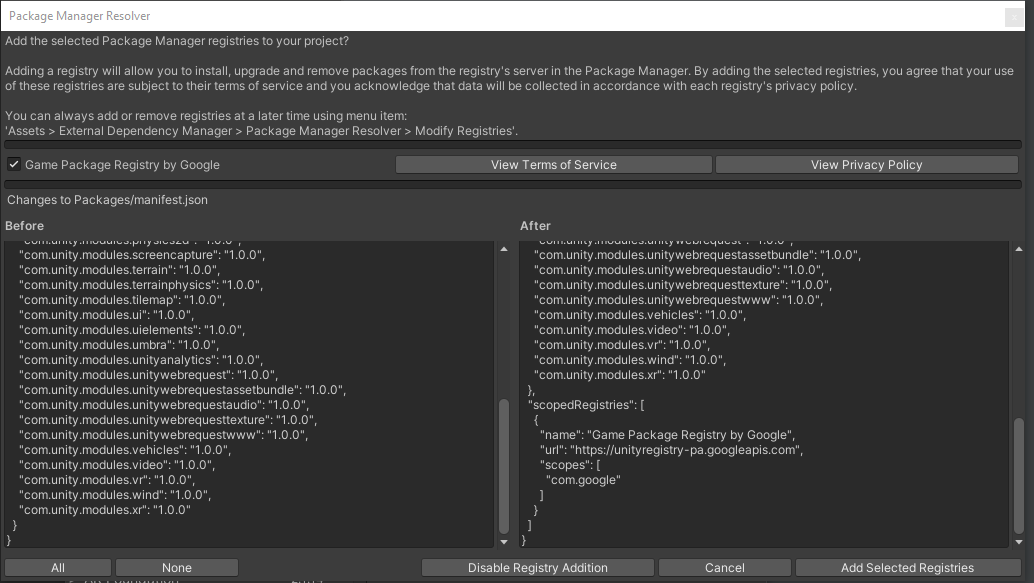 Package Manager Resolver
x
Add the selected Package Manager registries to your project?
Adding a registry will allow you to install, upgrade and remove packages from the registry's server in the Package Manager. By adding the selected registries, you agree that your use
of these registries are subject to their terms of service and you acknowledge that data will be collected in accordance with each registry's privacy policy.
You can always add or remove registries at a later time using menu item:
'Assets > External Dependency Manager > Package Manager Resolver > Modify Registries'.
Game Package Registry by Google
View Terms of Service
View Privacy Policy
Changes to Packages/manifest.json
Before
"com.unity.modules.physics2d": "1.0.0",
"com.unity.modules.screencapture": "1.0.0",
"com.unity.modules.terrain": "1.0.0",
"com.unity.modules.terrainphysics": "1.0.0",
"com.unity.modules.tilemap": "1.0.0",
"com.unity.modules.ui": "1.0.0",
"com.unity.modules.uielements": "1.0.0",
"com.unity.modules.umbra": "1.0.0",
"com.unity.modules.unityanalytics": "1.0.0",
"com.unity.modules.unitywebrequest": "1.0.0",
"com.unity.modules.unitywebrequestassetbundle": "1.0.0",
"com.unity.modules.unitywebrequestaudio": "1.0.0",
"com.unity.modules.unitywebrequesttexture": "1.0.0",
"com.unity.modules.unitywebrequestwww": "1.0.0",
"com.unity.modules.vehicles": "1.0.0",
"com.unity.modules.video": "1.0.0",
"com.unity.modules.vr": "1.0.0",
"com.unity.modules.wind": "1.0.0",
"com.unity.modules.xr": "1.0.0"
}
}
After
"com.unity.modules.unitywebrequest": "1.0.0",
"com.unity.modules.unitywebrequestassetbundle": "1.0.0",
"com.unity.modules.unitywebrequestaudio": "1.0.0",
"com.unity.modules.unitywebrequesttexture": "1.0.0",
"com.unity.modules.unitywebrequestwww": "1.0.0",
"com.unity.modules.vehicles": "1.0.0",
"com.unity.modules.video": "1.0.0",
"com.unity.modules.vr": "1.0.0",
"com.unity.modules.wind": "1.0.0",
"com.unity.modules.xr": "1.0.0"
},
"scopedRegistries": [
{
"name": "Game Package Registry by Google",
"url": "https://unityregistry-pa.googleapis.com",
"scopes": [
"com.google"
]
}
]
}
All
None
Disable Registry Addition
Cancel
Add Selected Registries